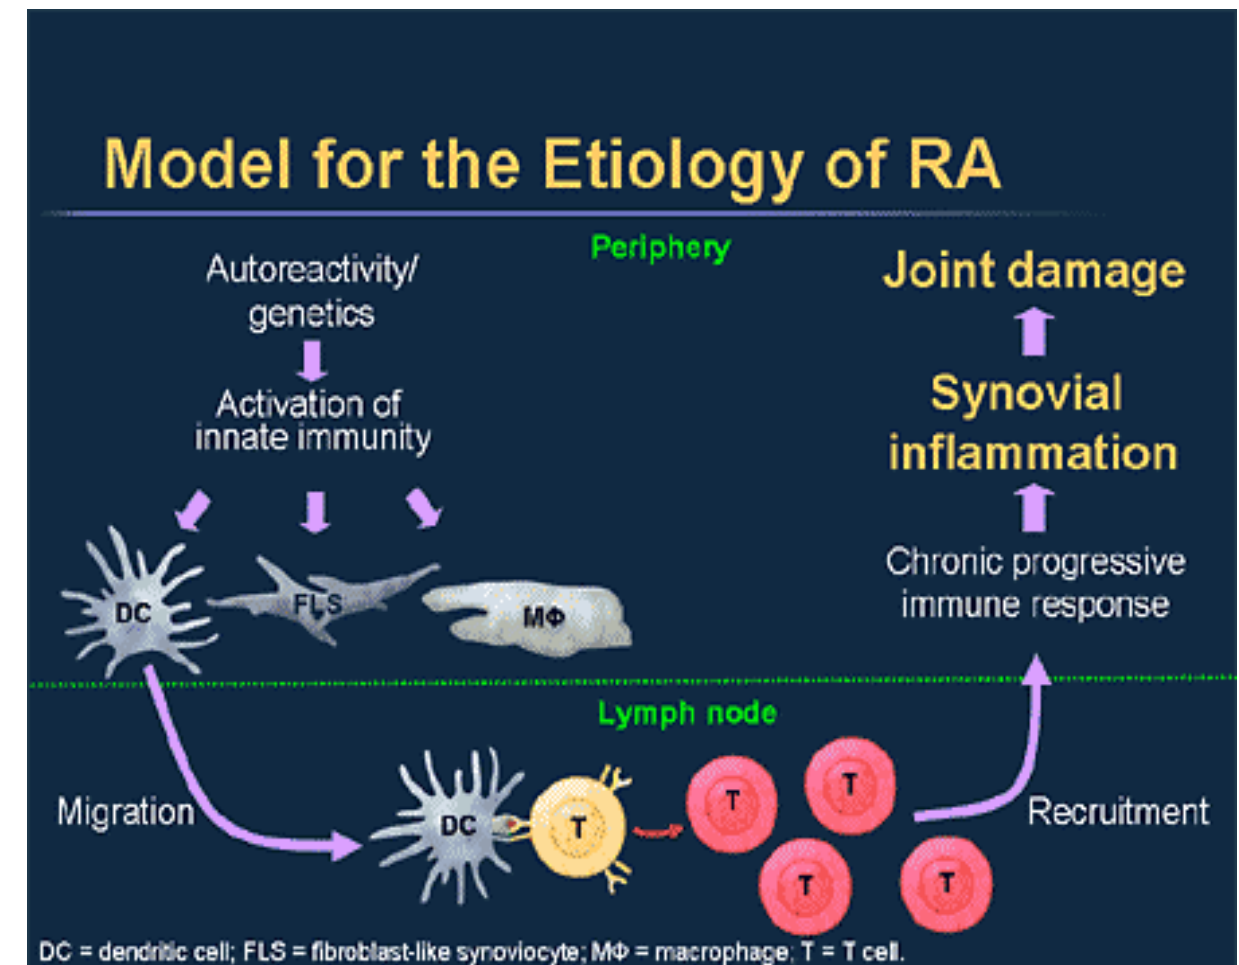 Model for the Etiology of RA
Periphery
Autoreactivity/
genetics
Activation of
innate immunity
DC
FLS
MΦ
Joint damage
Synovial
inflammation
Chronic progressive
immune response
Lymph node
Migration
DC
T
T
T
T
T
Recruitment
DC = dendritic cell; FLS = fibroblast-like synoviocyte; MΦ = macrophage; T = T cell.